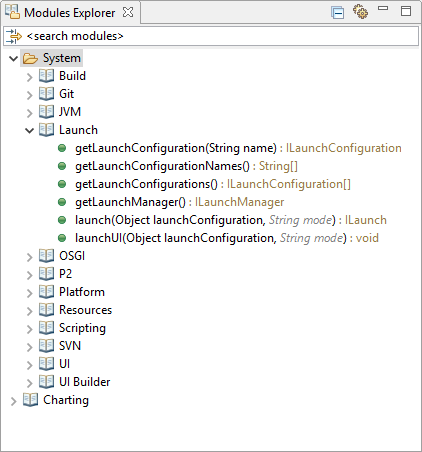 Modules Explorer
<search modules>
System
Build
Git
JVM
Launch
getLaunchConfiguration(String name) : ILaunchConfiguration
getLaunchConfigurationNames() : String[]
getLaunchConfigurations() : ILaunchConfiguration[]
getLaunchManager() : ILaunchManager
launch(Object launchConfiguration, String mode) : ILaunch
launchUI(Object launchConfiguration, String mode) : void
OSGI
P2
Platform
Resources
Scripting
SVN
UI
UI Builder
Charting